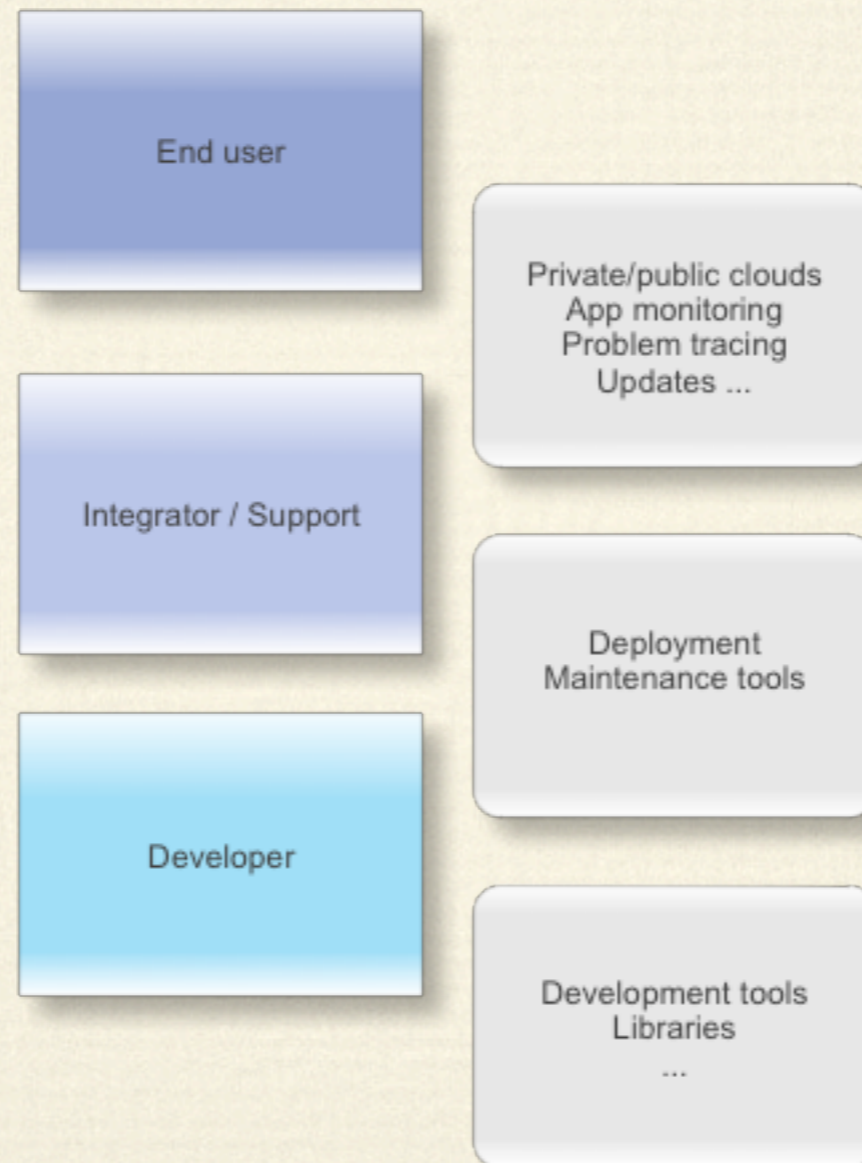 End user
Private/public clouds
App monitoring
Problem tracing
Updates ...
Integrator / Support
Deployment
Maintenance tools
Developer
Development tools
Libraries
...